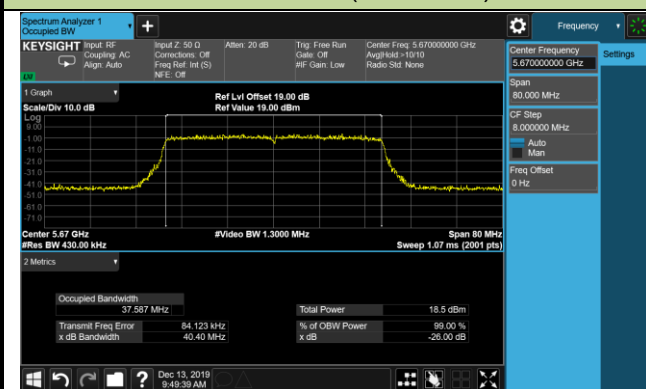 Spectrum Analyzer 1
Occupied BW
+
Frequency
KEYSIGHT
Input: RF
Coupling: AC
Align: Auto
Input Z: 50 Ω
Corrections: Off
Freq Ref: Int (S)
NFE: Off
Atten: 20 dB
Trig: Free Run
Gate: Off
#IF Gain: Low
Center Freq: 5.670000000 GHz
Avg|Hold:>10/10
Radio Std: None
Center Frequency
5.670000000 GHz
Settings
Span
80.000 MHz
CF Step
8.000000 MHz
Auto
Man
Freq Offset
0 Hz
1 Graph
Ref Lvl Offset 19.00 dB
Scale/Div 10.0 dB
Ref Value 19.00 dBm
Log
9.00
-1.00
-11.0
-21.0
-31.0
-41.0
-51.0
-61.0
-71.0
Center 5.67 GHz
#Video BW 1.3000 MHz
Span 80 MHz
#Res BW 430.00 kHz
Sweep 1.07 ms (2001 pts)
2 Metrics
Occupied Bandwidth
37.587 MHz
Total Power 18.5 dBm
Transmit Freq Error 84.123 kHz
% of OBW Power 99.00 %
x dB Bandwidth 40.40 MHz
x dB -26.00 dB
?
Dec 13, 2019
9:49:39 AM